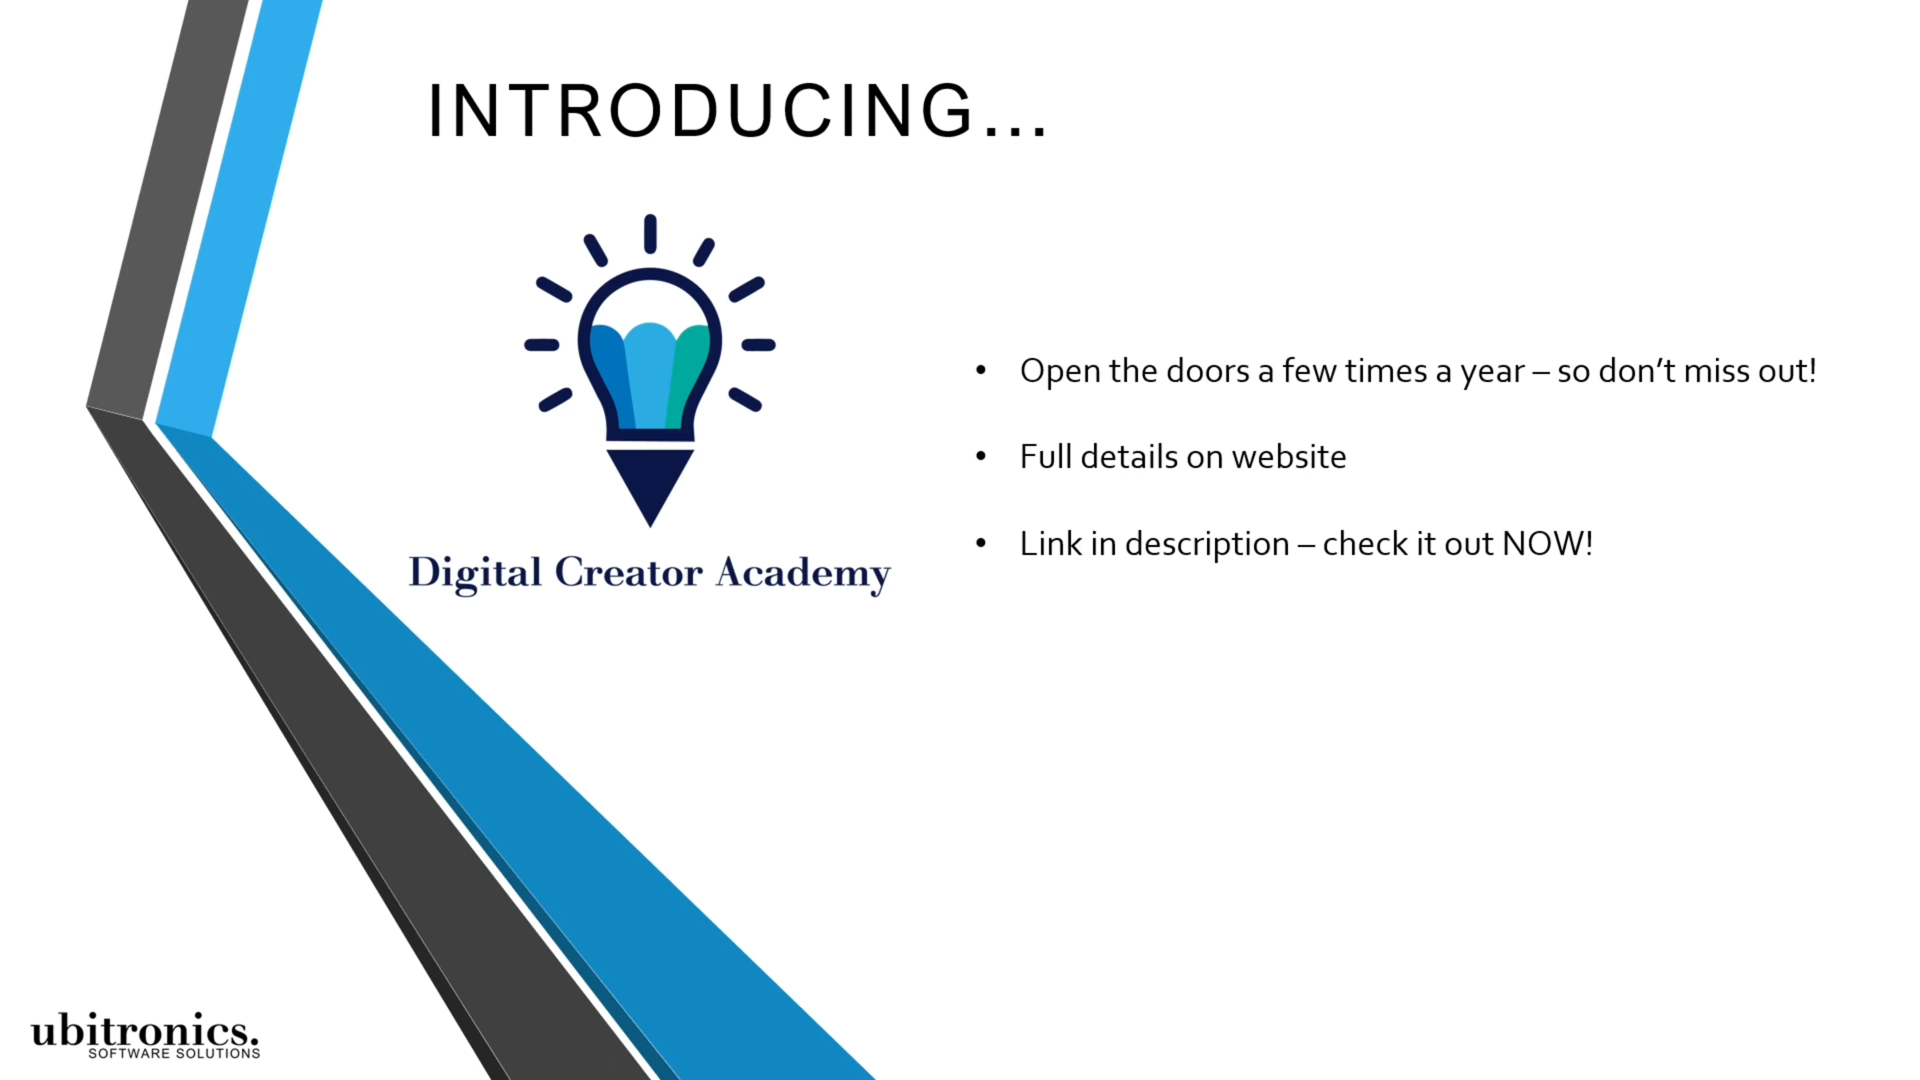 INTRODUCING...
Digital Creator Academy
• Open the doors a few times a year – so don’t miss out!
• Full details on website
• Link in description – check it out NOW!
ubitronics.
SOFTWARE SOLUTIONS